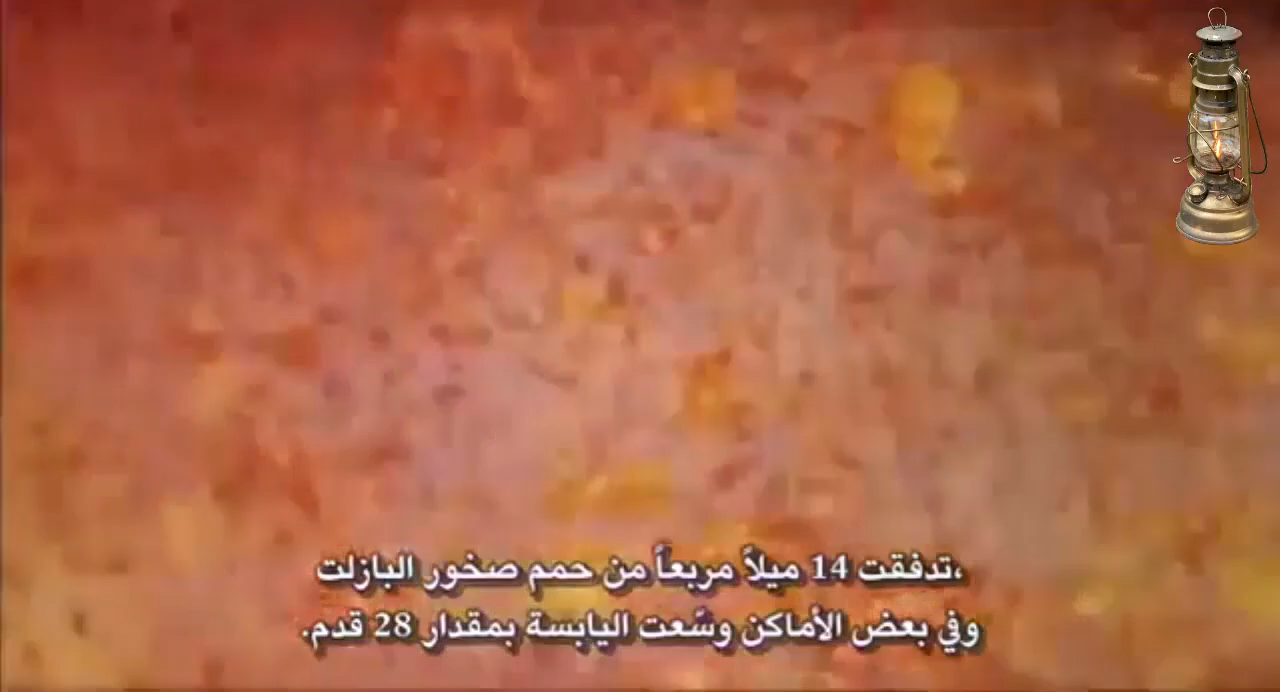 ،تدفقت 14 ميلاً مربعاً من حمم صخور البازلت
وفي بعض الأماكن وسّعت اليابسة بمقدار 28 قدم.